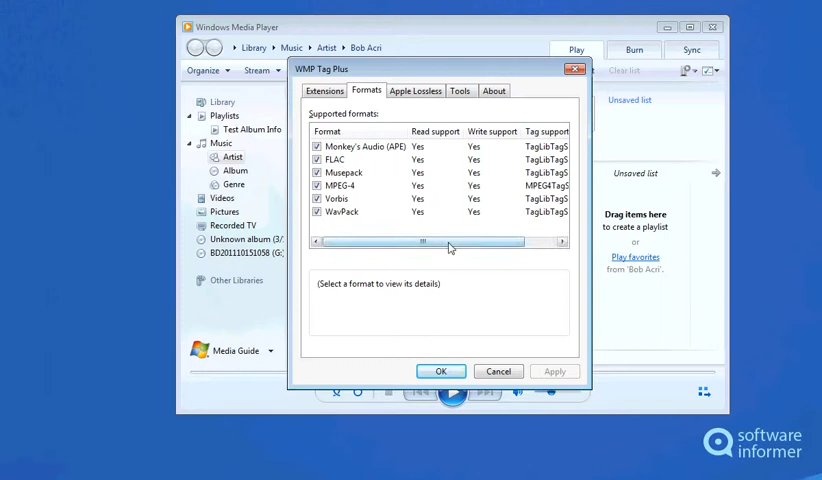 Windows Media Player
Library Music Artist Bob Acri
Play Burn Sync
Organize Stream
Clear list
WMP Tag Plus
Extensions Formats Apple Lossless Tools About
Supported formats:
Format Read support Write support Tag support
Monkey's Audio (APE) Yes Yes TagLibTagS
FLAC Yes Yes TagLibTagS
Musepack Yes Yes TagLibTagS
MPEG-4 Yes Yes MPEG4TagS
Vorbis Yes Yes TagLibTagS
WavPack Yes Yes TagLibTagS
(Select a format to view its details)
OK Cancel Apply
Library
Playlists
Test Album Info
Music
Artist
Album
Genre
Videos
Pictures
Recorded TV
Unknown album (3/
BD201110151058 (G:
Other Libraries
Media Guide
Unsaved list
Unsaved list
Drag items here
to create a playlist
or
Play favorites
from 'Bob Acri'.
software
informer